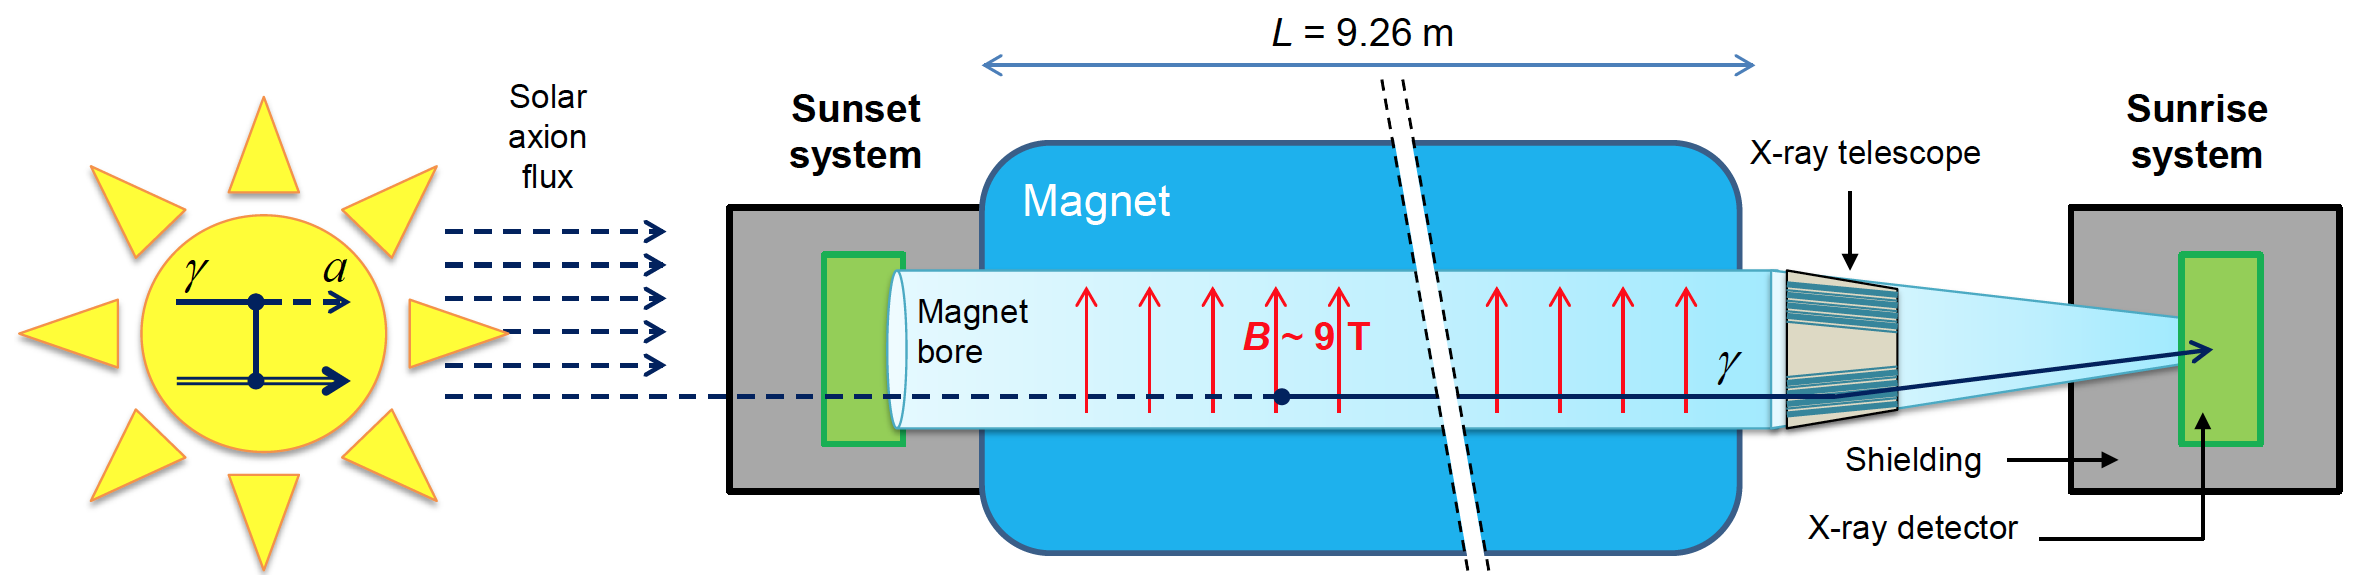 L = 9.26 m
Solar
axion
flux
Sunset
system
Sunrise
system
X-ray telescope
Magnet
γ
a
Magnet
bore
B ~ 9 T
γ
Shielding
X-ray detector